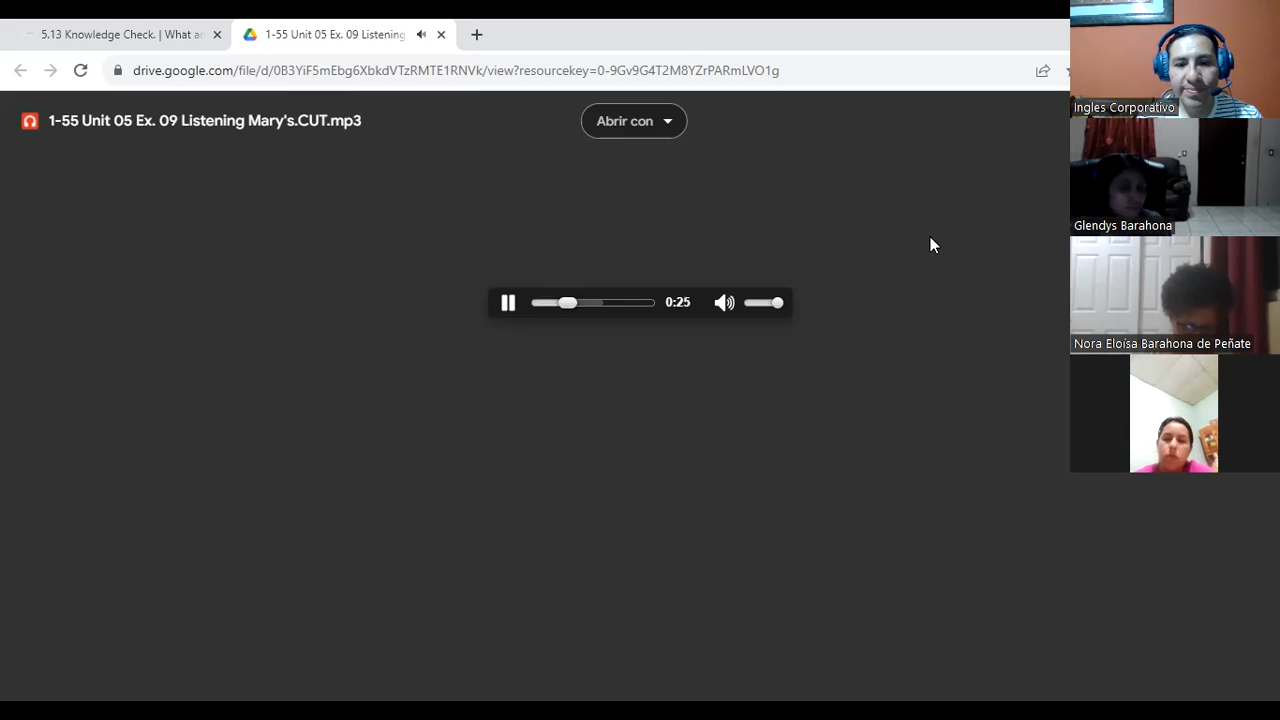 5.13 Knowledge Check. | What an
1-55 Unit 05 Ex. 09 Listening
drive.google.com/file/d/0B3YiF5mEbg6XbkdVTzRMTE1RNVk/view?resourcekey=0-9Gv9G4T2M8YZrPARmLVO1g
1-55 Unit 05 Ex. 09 Listening Mary's.CUT.mp3
Abrir con
0:25
Ingles Corporativo
Glendys Barahona
Nora Eloísa Barahona de Peñate